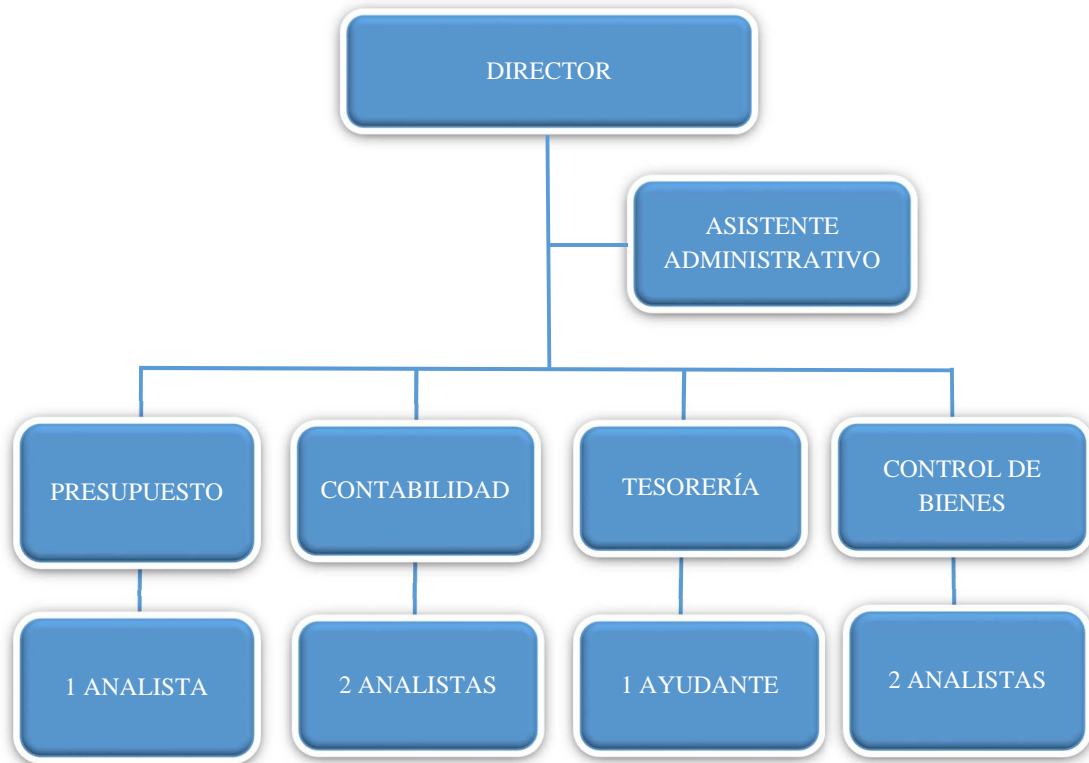 DIRECTOR
ASISTENTE
ADMINISTRATIVO
PRESUPUESTO
CONTABILIDAD
TESORERÍA
CONTROL DE
BIENES
1 ANALISTA
2 ANALISTAS
1 AYUDANTE
2 ANALISTAS